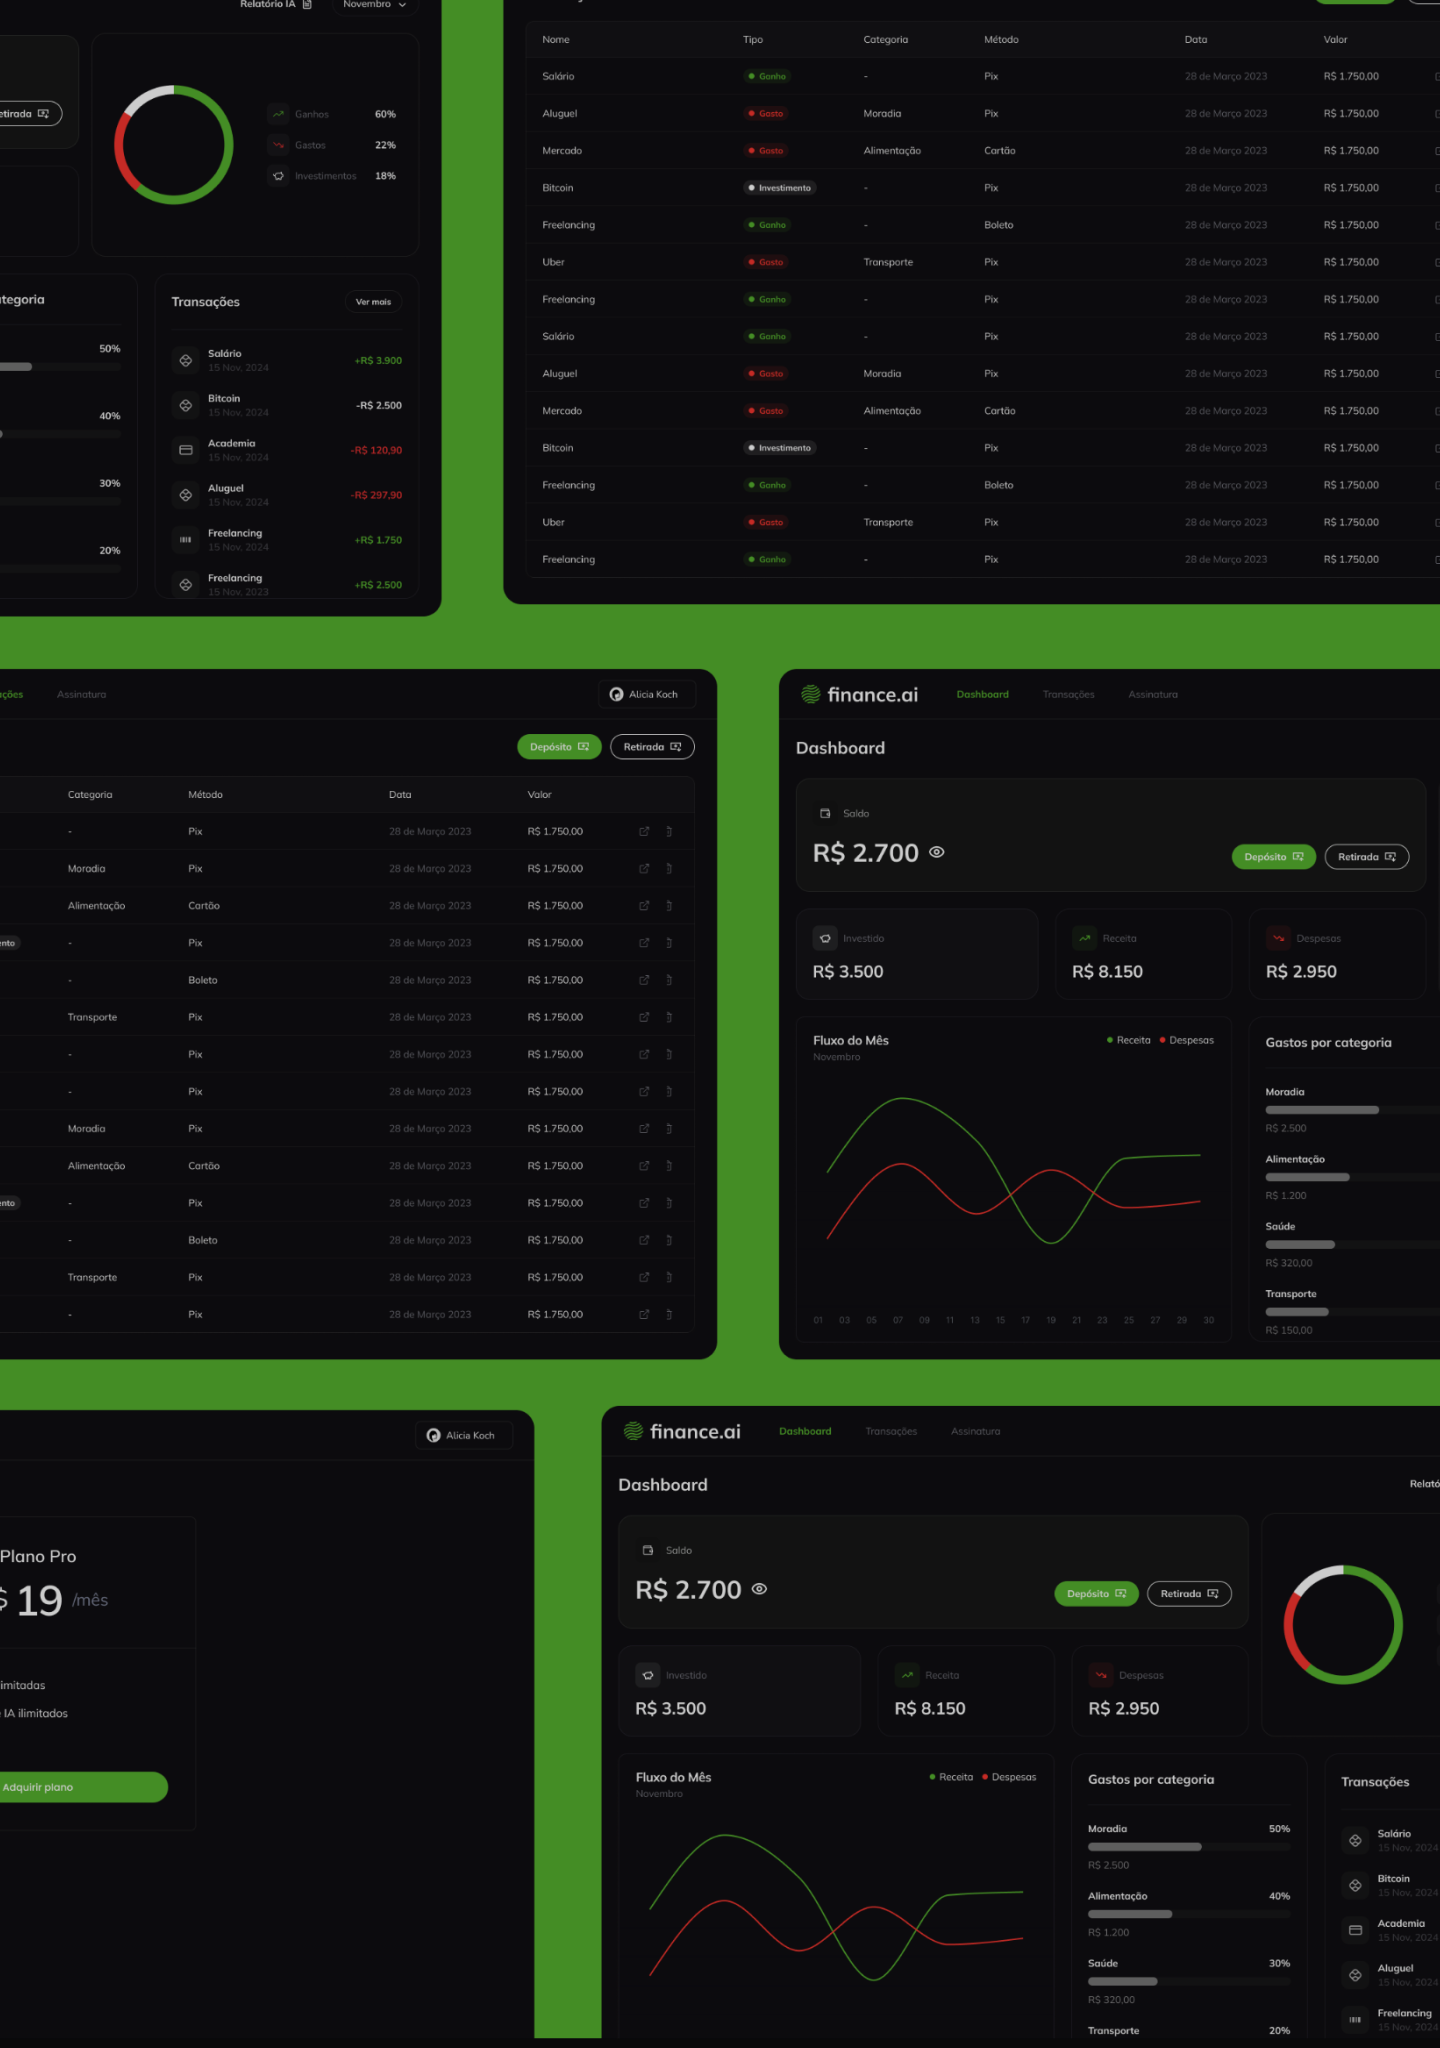 Relatório IA
Novembro
etirada
Ganhos 60%
Gastos 22%
Investimentos 18%
tegoria
50%
40%
30%
20%
Transações
Ver mais
Salário
15 Nov, 2024
+R$ 3.900
Bitcoin
15 Nov, 2024
-R$ 2.500
Academia
15 Nov, 2024
-R$ 120,90
Aluguel
15 Nov, 2024
-R$ 297,90
Freelancing
15 Nov, 2024
+R$ 1.750
Freelancing
15 Nov, 2023
+R$ 2.500
Nome Tipo Categoria Método Data Valor
Salário Ganho - Pix 28 de Março 2023 R$ 1.750,00
Aluguel Gasto Moradia Pix 28 de Março 2023 R$ 1.750,00
Mercado Gasto Alimentação Cartão 28 de Março 2023 R$ 1.750,00
Bitcoin Investimento - Pix 28 de Março 2023 R$ 1.750,00
Freelancing Ganho - Boleto 28 de Março 2023 R$ 1.750,00
Uber Gasto Transporte Pix 28 de Março 2023 R$ 1.750,00
Freelancing Ganho - Pix 28 de Março 2023 R$ 1.750,00
Salário Ganho - Pix 28 de Março 2023 R$ 1.750,00
Aluguel Gasto Moradia Pix 28 de Março 2023 R$ 1.750,00
Mercado Gasto Alimentação Cartão 28 de Março 2023 R$ 1.750,00
Bitcoin Investimento - Pix 28 de Março 2023 R$ 1.750,00
Freelancing Ganho - Boleto 28 de Março 2023 R$ 1.750,00
Uber Gasto Transporte Pix 28 de Março 2023 R$ 1.750,00
Freelancing Ganho - Pix 28 de Março 2023 R$ 1.750,00
ações Assinatura Alicia Koch
Depósito Retirada
Categoria Método Data Valor
- Pix 28 de Março 2023 R$ 1.750,00
Moradia Pix 28 de Março 2023 R$ 1.750,00
Alimentação Cartão 28 de Março 2023 R$ 1.750,00
ento - Pix 28 de Março 2023 R$ 1.750,00
- Boleto 28 de Março 2023 R$ 1.750,00
Transporte Pix 28 de Março 2023 R$ 1.750,00
- Pix 28 de Março 2023 R$ 1.750,00
- Pix 28 de Março 2023 R$ 1.750,00
Moradia Pix 28 de Março 2023 R$ 1.750,00
Alimentação Cartão 28 de Março 2023 R$ 1.750,00
ento - Pix 28 de Março 2023 R$ 1.750,00
- Boleto 28 de Março 2023 R$ 1.750,00
Transporte Pix 28 de Março 2023 R$ 1.750,00
- Pix 28 de Março 2023 R$ 1.750,00
finance.ai Dashboard Transações Assinatura
Dashboard
Saldo
R$ 2.700
Depósito Retirada
Investido
R$ 3.500
Receita
R$ 8.150
Despesas
R$ 2.950
Fluxo do Mês
Novembro
Receita Despesas
01 03 05 07 09 11 13 15 17 19 21 23 25 27 29 30
Gastos por categoria
Moradia
R$ 2.500
Alimentação
R$ 1.200
Saúde
R$ 320,00
Transporte
R$ 150,00
Alicia Koch
Plano Pro
$ 19 /mês
imitadas
IA ilimitados
Adquirir plano
finance.ai Dashboard Transações Assinatura
Dashboard
Relató
Saldo
R$ 2.700
Depósito Retirada
Investido
R$ 3.500
Receita
R$ 8.150
Despesas
R$ 2.950
Fluxo do Mês
Novembro
Receita Despesas
Gastos por categoria
Moradia 50%
R$ 2.500
Alimentação 40%
R$ 1.200
Saúde 30%
R$ 320,00
Transporte 20%
Transações
Salário
15 Nov, 2024
Bitcoin
15 Nov, 2024
Academia
15 Nov, 2024
Aluguel
15 Nov, 2024
Freelancing
15 Nov, 2024